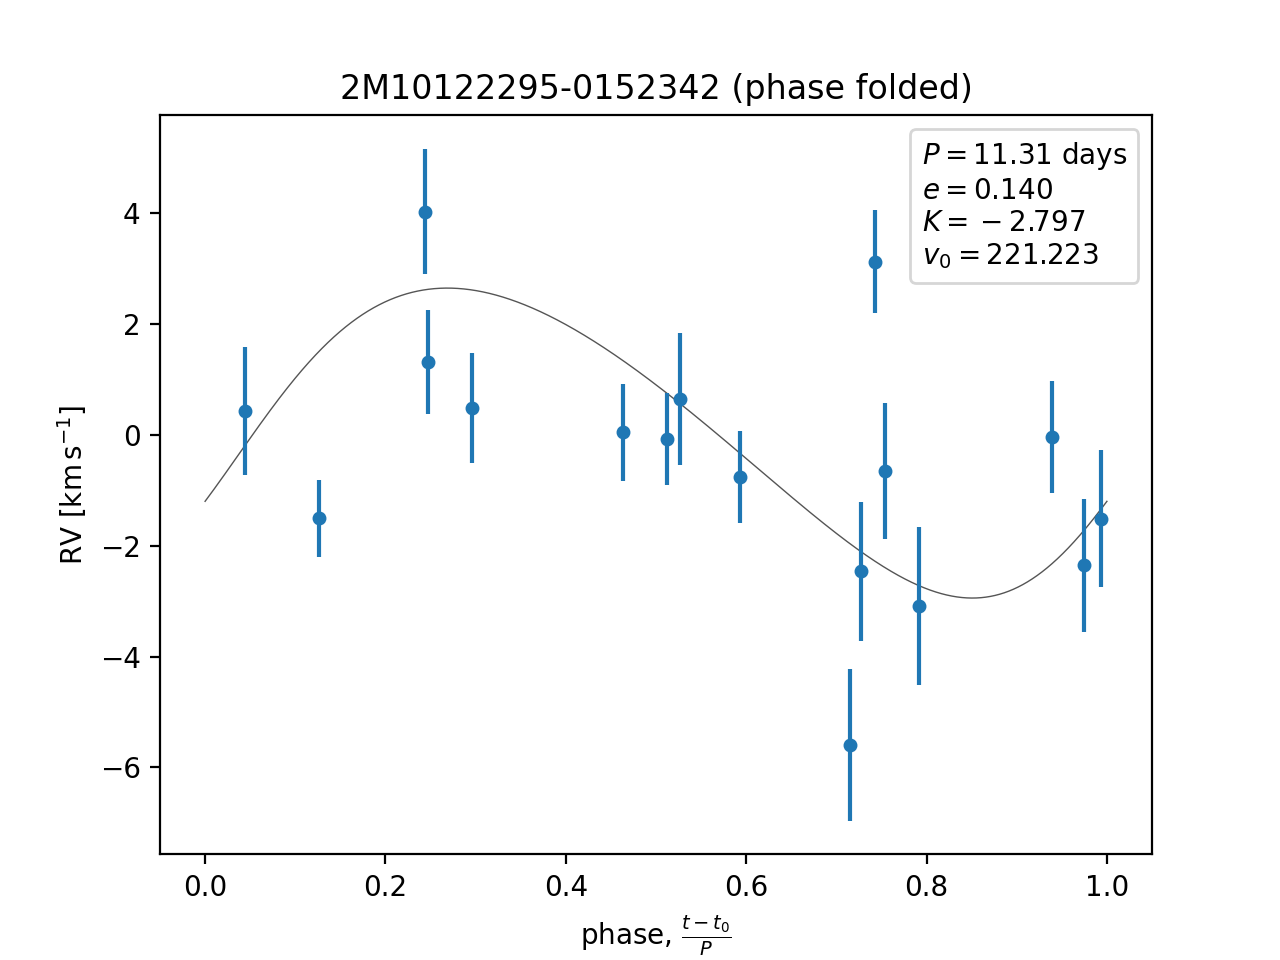 2M10122295-0152342 (phase folded)
P = 11.31 days
e = 0.140
K = −2.797
v₀ = 221.223
RV [km s⁻¹]
4
2
0
−2
−4
−6
0.0 0.2 0.4 0.6 0.8 1.0
phase, (t − t₀)/P